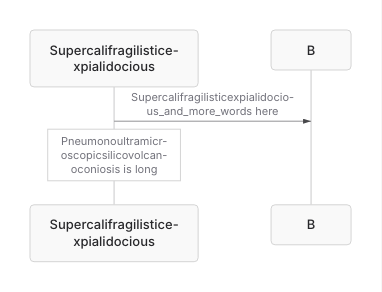 Supercalifragilistice-
xpialidocious
B
Supercalifragilisticexpialidocio-
us_and_more_words here
Pneumonoultramicr-
oscopicsilicovolcan-
oconiosis is long
Supercalifragilistice-
xpialidocious
B